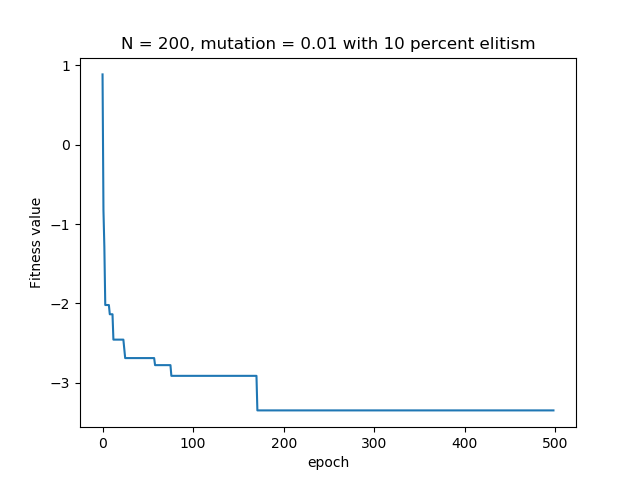 N = 200, mutation = 0.01 with 10 percent elitism
1
0
−1
−2
−3
Fitness value
0 100 200 300 400 500
epoch